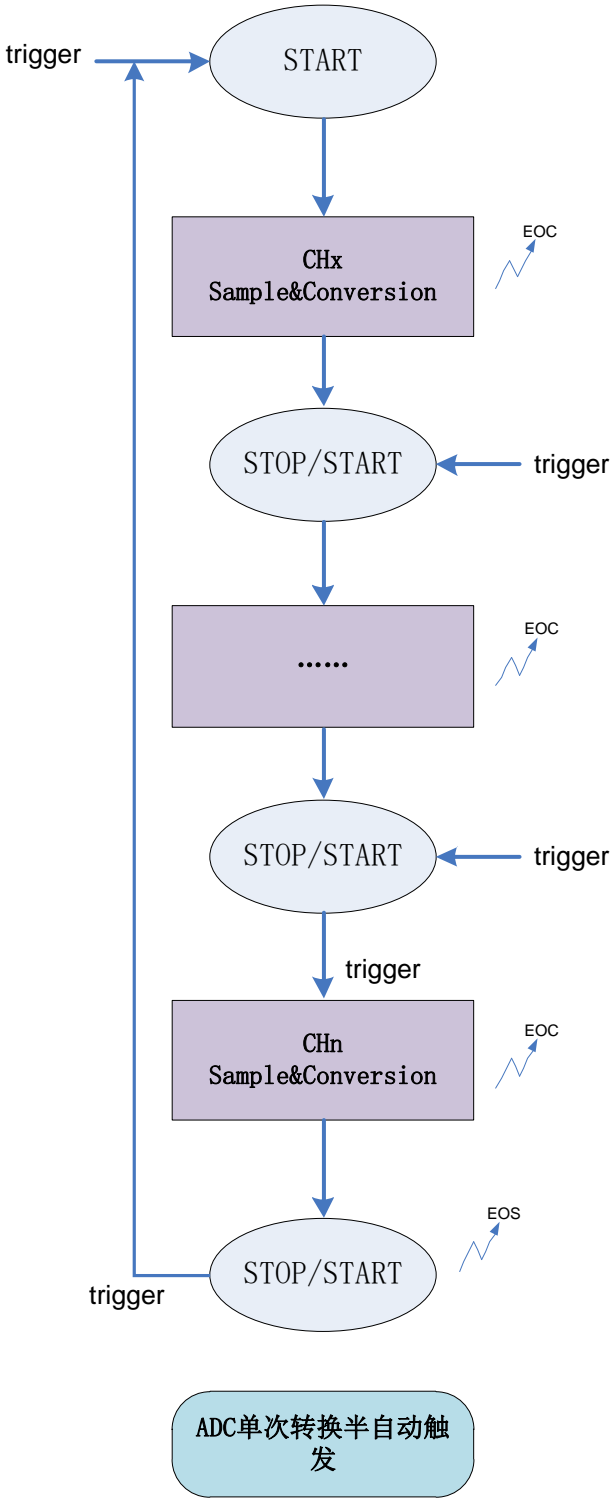 trigger
START
CHx
Sample&Conversion
EOC
STOP/START
trigger
......
EOC
STOP/START
trigger
trigger
CHn
Sample&Conversion
EOC
STOP/START
EOS
trigger
ADC单次转换半自动触
发